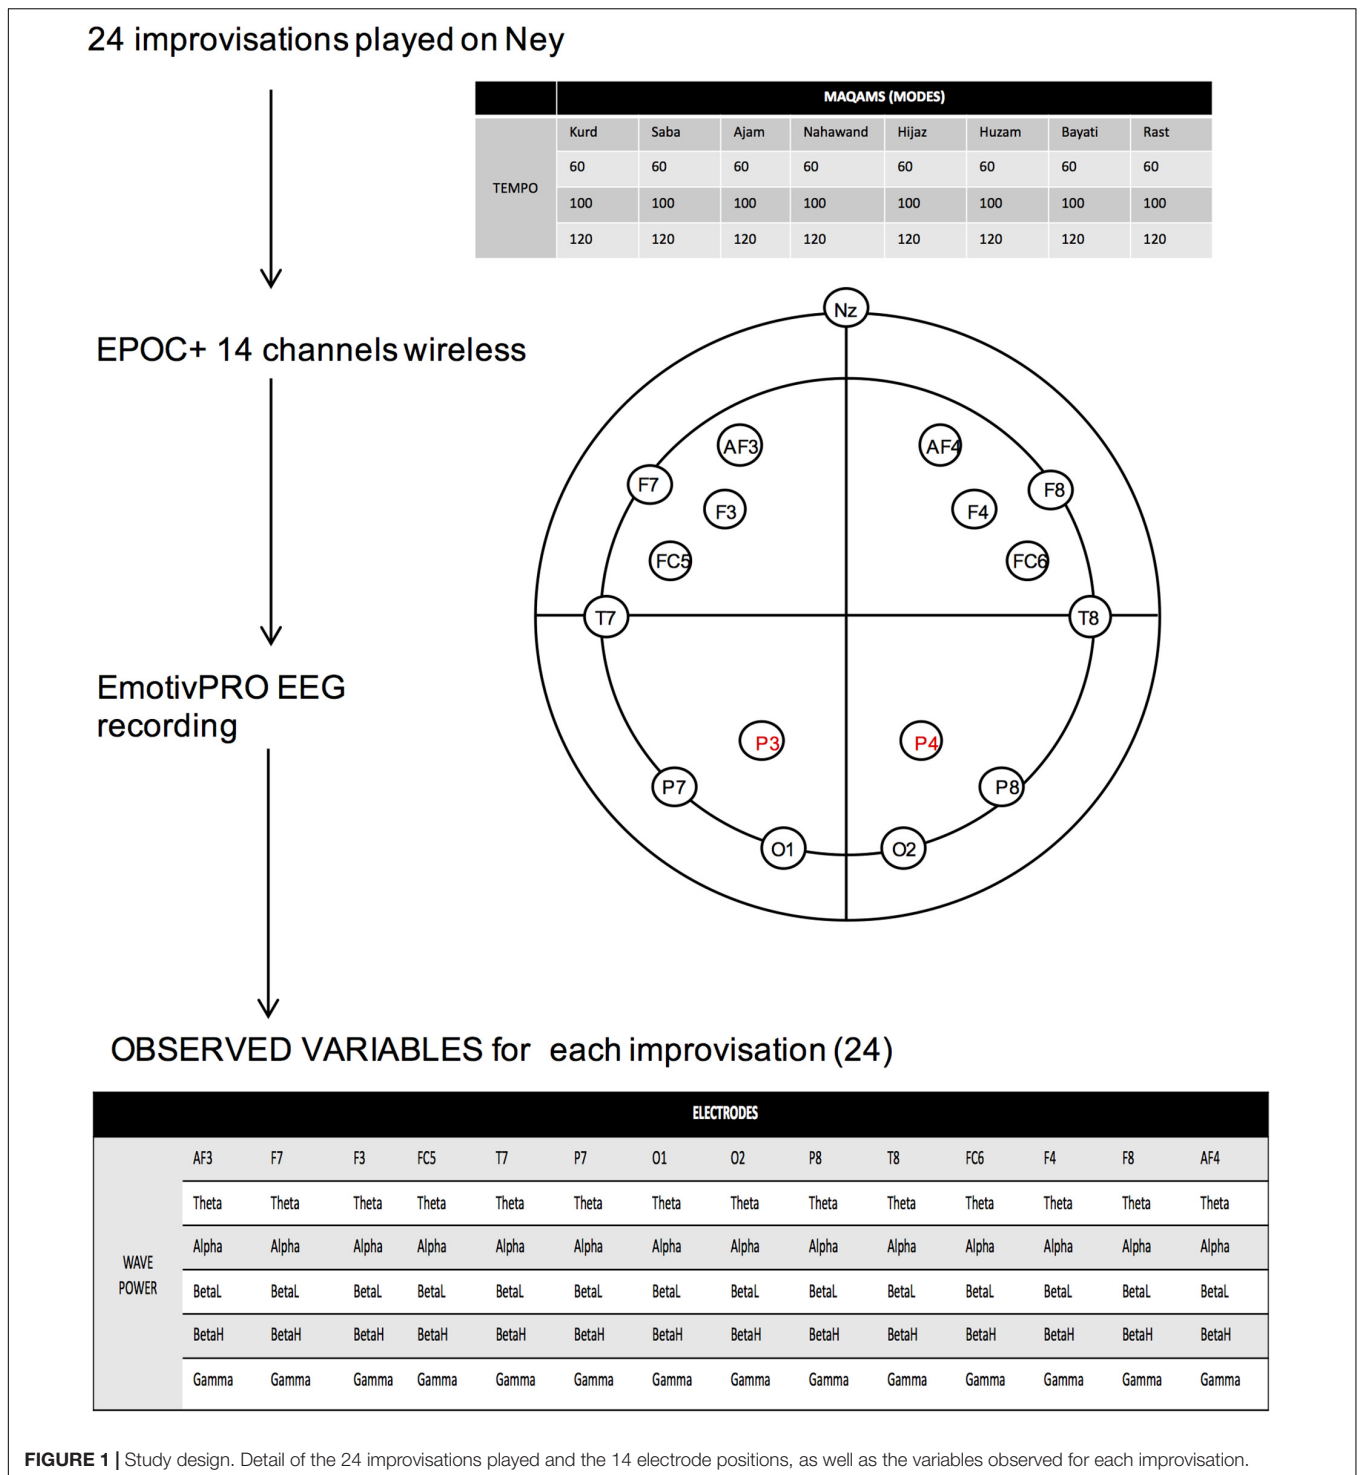 24 improvisations played on Ney
MAQAMS (MODES)
TEMPO
Kurd Saba Ajam Nahawand Hijaz Huzam Bayati Rast
60 60 60 60 60 60 60 60
100 100 100 100 100 100 100 100
120 120 120 120 120 120 120 120
EPOC+ 14 channels wireless
Nz
AF3 AF4
F7 F8
F3 F4
FC5 FC6
T7 T8
EmotivPRO EEG
recording
P3 P4
P7 P8
O1 O2
OBSERVED VARIABLES for each improvisation (24)
ELECTRODES
WAVE
POWER
AF3 F7 F3 FC5 T7 P7 O1 O2 P8 T8 FC6 F4 F8 AF4
Theta Theta Theta Theta Theta Theta Theta Theta Theta Theta Theta Theta Theta Theta
Alpha Alpha Alpha Alpha Alpha Alpha Alpha Alpha Alpha Alpha Alpha Alpha Alpha Alpha
BetaL BetaL BetaL BetaL BetaL BetaL BetaL BetaL BetaL BetaL BetaL BetaL BetaL BetaL
BetaH BetaH BetaH BetaH BetaH BetaH BetaH BetaH BetaH BetaH BetaH BetaH BetaH BetaH
Gamma Gamma Gamma Gamma Gamma Gamma Gamma Gamma Gamma Gamma Gamma Gamma Gamma Gamma
FIGURE 1 | Study design. Detail of the 24 improvisations played and the 14 electrode positions, as well as the variables observed for each improvisation.